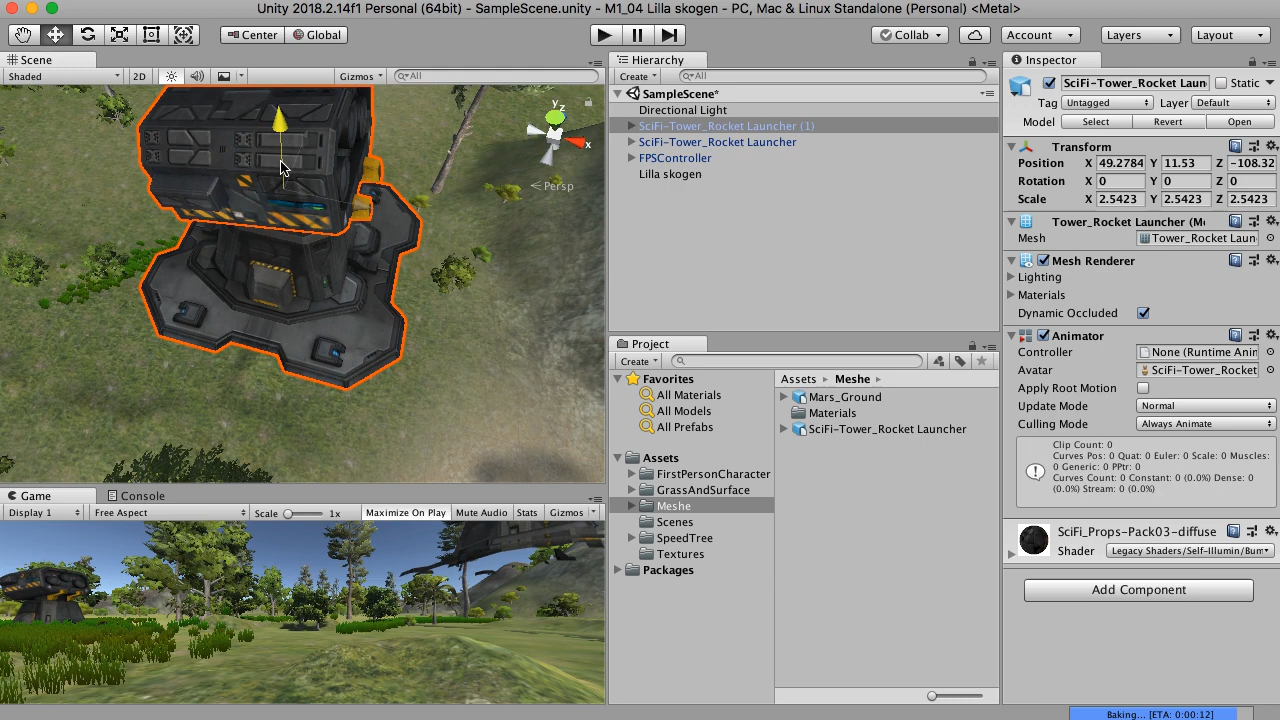 Unity 2018.2.14f1 Personal (64bit) - SampleScene.unity - M1_04 Lilla skogen - PC, Mac & Linux Standalone (Personal) <Metal>
Center Global Collab Account Layers Layout
Scene
Shaded 2D Gizmos All
y z
x
Persp
Game Console
Display 1 Free Aspect Scale 1x Maximize On Play Mute Audio Stats Gizmos
Hierarchy
Create All
SampleScene*
Directional Light
SciFi-Tower_Rocket Launcher (1)
SciFi-Tower_Rocket Launcher
FPSController
Lilla skogen
Project
Create
Favorites
All Materials
All Models
All Prefabs
Assets
FirstPersonCharacter
GrassAndSurface
Meshe
Scenes
SpeedTree
Textures
Packages
Assets Meshe
Mars_Ground
Materials
SciFi-Tower_Rocket Launcher
Inspector
SciFi-Tower_Rocket Laun Static
Tag Untagged Layer Default
Model Select Revert Open
Transform
Position X 49.2784 Y 11.53 Z -108.32
Rotation X 0 Y 0 Z 0
Scale X 2.5423 Y 2.5423 Z 2.5423
Tower_Rocket Launcher (M
Mesh Tower_Rocket Laun
Mesh Renderer
Lighting
Materials
Dynamic Occluded
Animator
Controller None (Runtime Anin
Avatar SciFi-Tower_Rocket
Apply Root Motion
Update Mode Normal
Culling Mode Always Animate
Clip Count: 0
Curves Pos: 0 Quat: 0 Euler: 0 Scale: 0 Muscles:
0 Generic: 0 PPtr: 0
Curves Count: 0 Constant: 0 (0.0%) Dense: 0
(0.0%) Stream: 0 (0.0%)
SciFi_Props-Pack03-diffuse
Shader Legacy Shaders/Self-Illumin/Bum
Add Component
Baking... [ETA: 0:00:12]